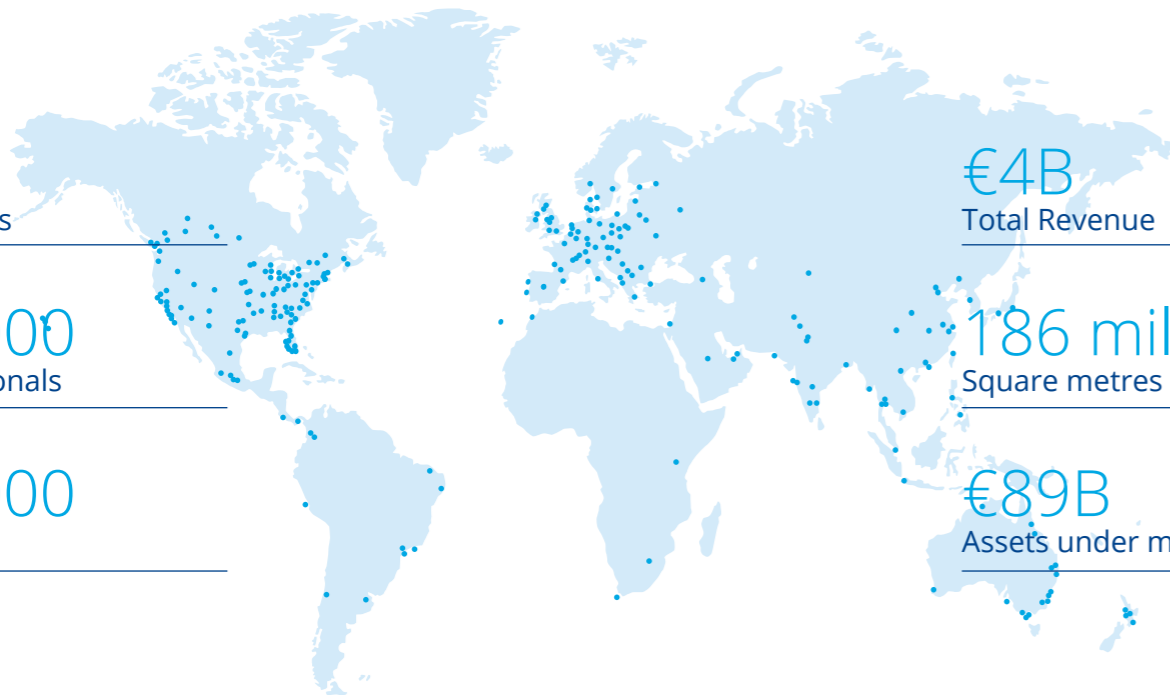 s
00
onals
00
€4B
Total Revenue
186 mil
Square metres
€89B
Assets under m